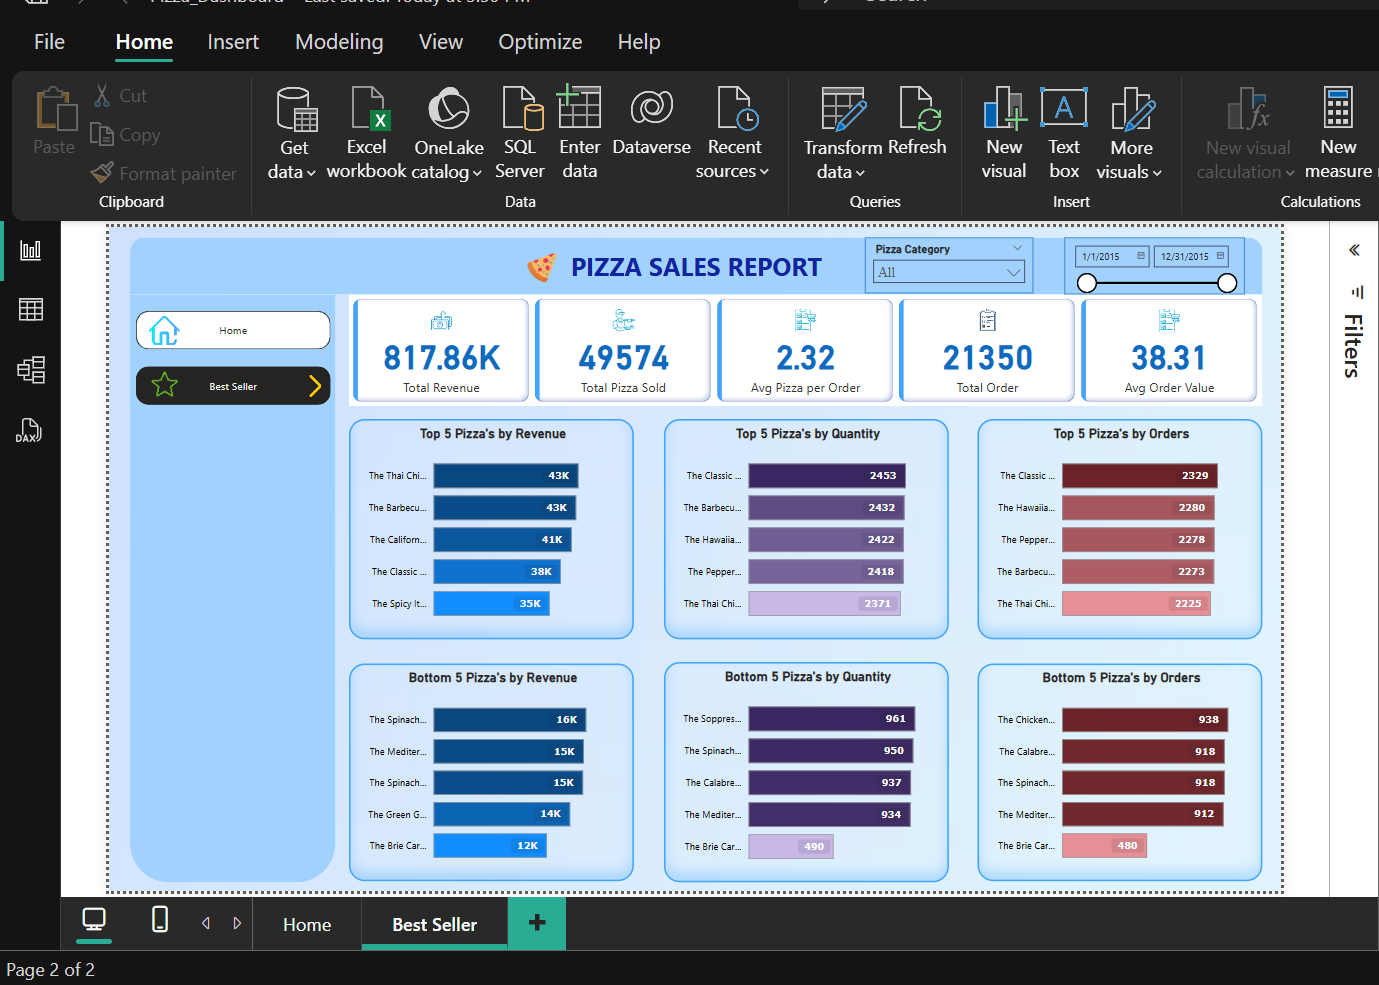 File Home Insert Modeling View Optimize Help
Paste
Cut
Copy
Format painter
Clipboard
Get data
Excel workbook
OneLake catalog
SQL Server
Enter data
Dataverse
Recent sources
Data
Transform data
Refresh
Queries
New visual
Text box
More visuals
Insert
New visual calculation
New measure
Calculations
DAX
PIZZA SALES REPORT
Pizza Category
All
1/1/2015
12/31/2015
Filters
Home
Best Seller
817.86K
Total Revenue
49574
Total Pizza Sold
2.32
Avg Pizza per Order
21350
Total Order
38.31
Avg Order Value
Top 5 Pizza's by Revenue
The Thai Chi... 43K
The Barbecu... 43K
The Californ... 41K
The Classic ... 38K
The Spicy It... 35K
Top 5 Pizza's by Quantity
The Classic ... 2453
The Barbecu... 2432
The Hawaiia... 2422
The Pepper... 2418
The Thai Chi... 2371
Top 5 Pizza's by Orders
The Classic ... 2329
The Hawaiia... 2280
The Pepper... 2278
The Barbecu... 2273
The Thai Chi... 2225
Bottom 5 Pizza's by Revenue
The Spinach... 16K
The Mediter... 15K
The Spinach... 15K
The Green G... 14K
The Brie Car... 12K
Bottom 5 Pizza's by Quantity
The Soppres... 961
The Spinach... 950
The Calabre... 937
The Mediter... 934
The Brie Car... 490
Bottom 5 Pizza's by Orders
The Chicken... 938
The Calabre... 918
The Spinach... 918
The Mediter... 912
The Brie Car... 480
Home
Best Seller
Page 2 of 2